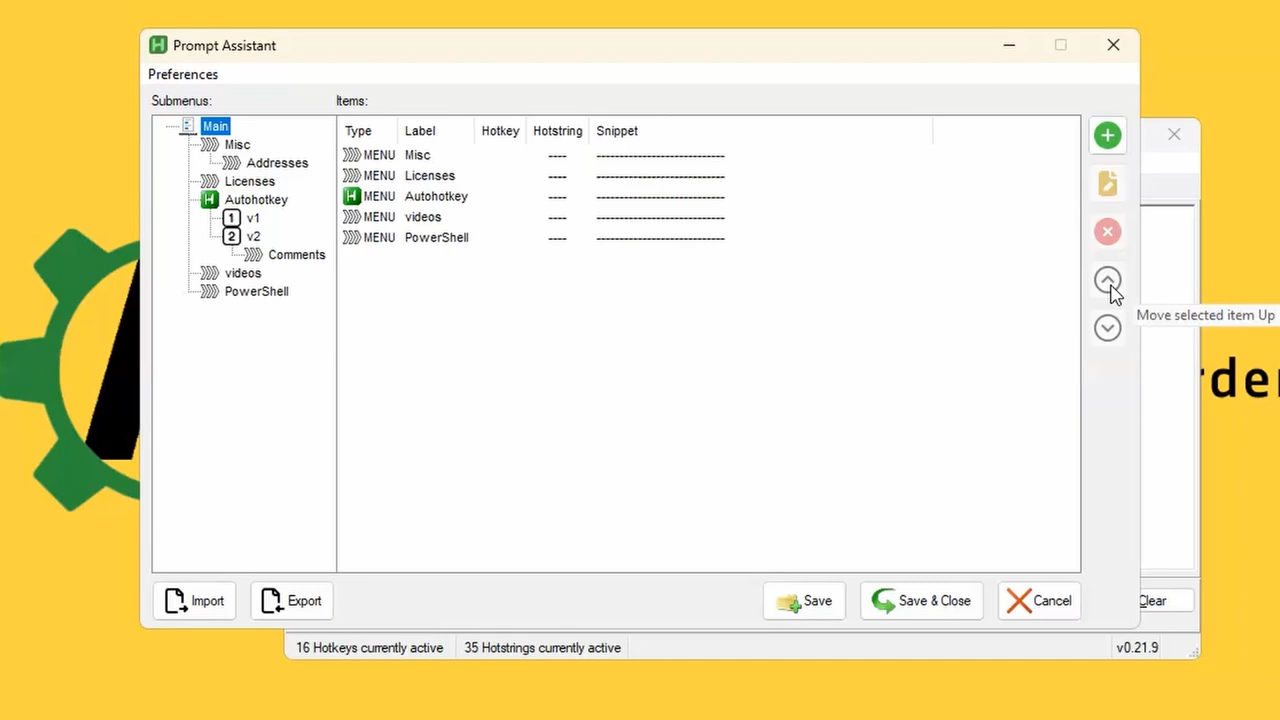 Prompt Assistant
Preferences
Submenus:
Items:
Main
Misc
Addresses
Licenses
Autohotkey
1 v1
2 v2
Comments
videos
PowerShell
Type Label Hotkey Hotstring Snippet
MENU Misc ---- ----------------------------
MENU Licenses ---- ----------------------------
MENU Autohotkey ---- ----------------------------
MENU videos ---- ----------------------------
MENU PowerShell ---- ----------------------------
Move selected item Up
Import
Export
Save
Save & Close
Cancel
Clear
16 Hotkeys currently active
35 Hotstrings currently active
v0.21.9